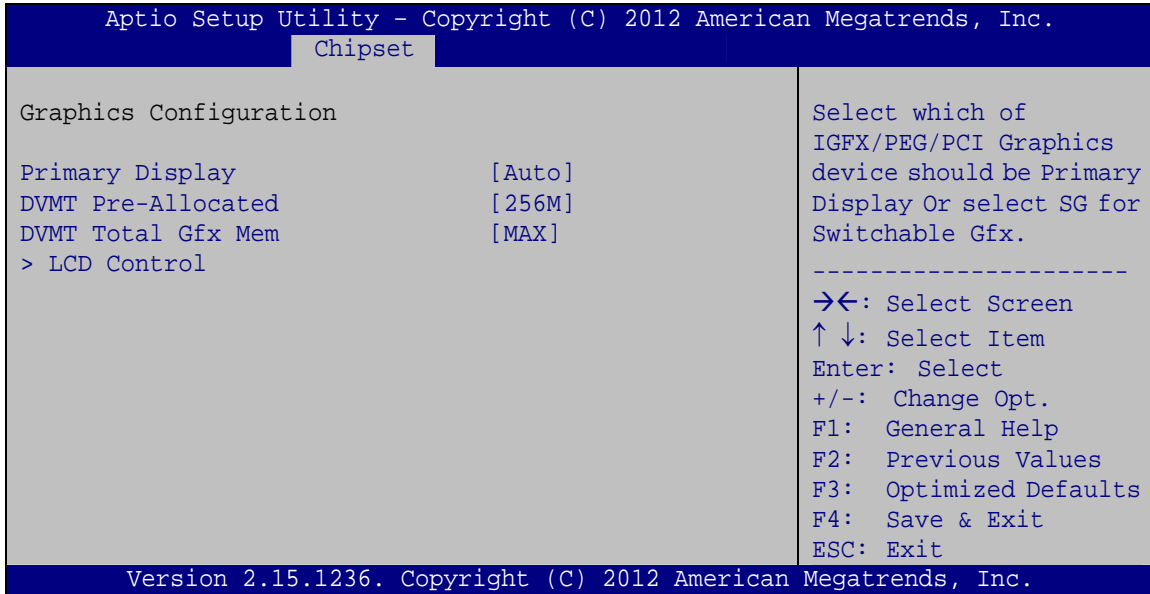 Aptio Setup Utility – Copyright (C) 2012 American Megatrends, Inc.
Chipset
Graphics Configuration
Primary Display [Auto]
DVMT Pre-Allocated [256M]
DVMT Total Gfx Mem [MAX]
> LCD Control
Select which of
IGFX/PEG/PCI Graphics
device should be Primary
Display Or select SG for
Switchable Gfx.
----------------------
→←: Select Screen
↑ ↓: Select Item
Enter: Select
+/-: Change Opt.
F1: General Help
F2: Previous Values
F3: Optimized Defaults
F4: Save & Exit
ESC: Exit
Version 2.15.1236. Copyright (C) 2012 American Megatrends, Inc.